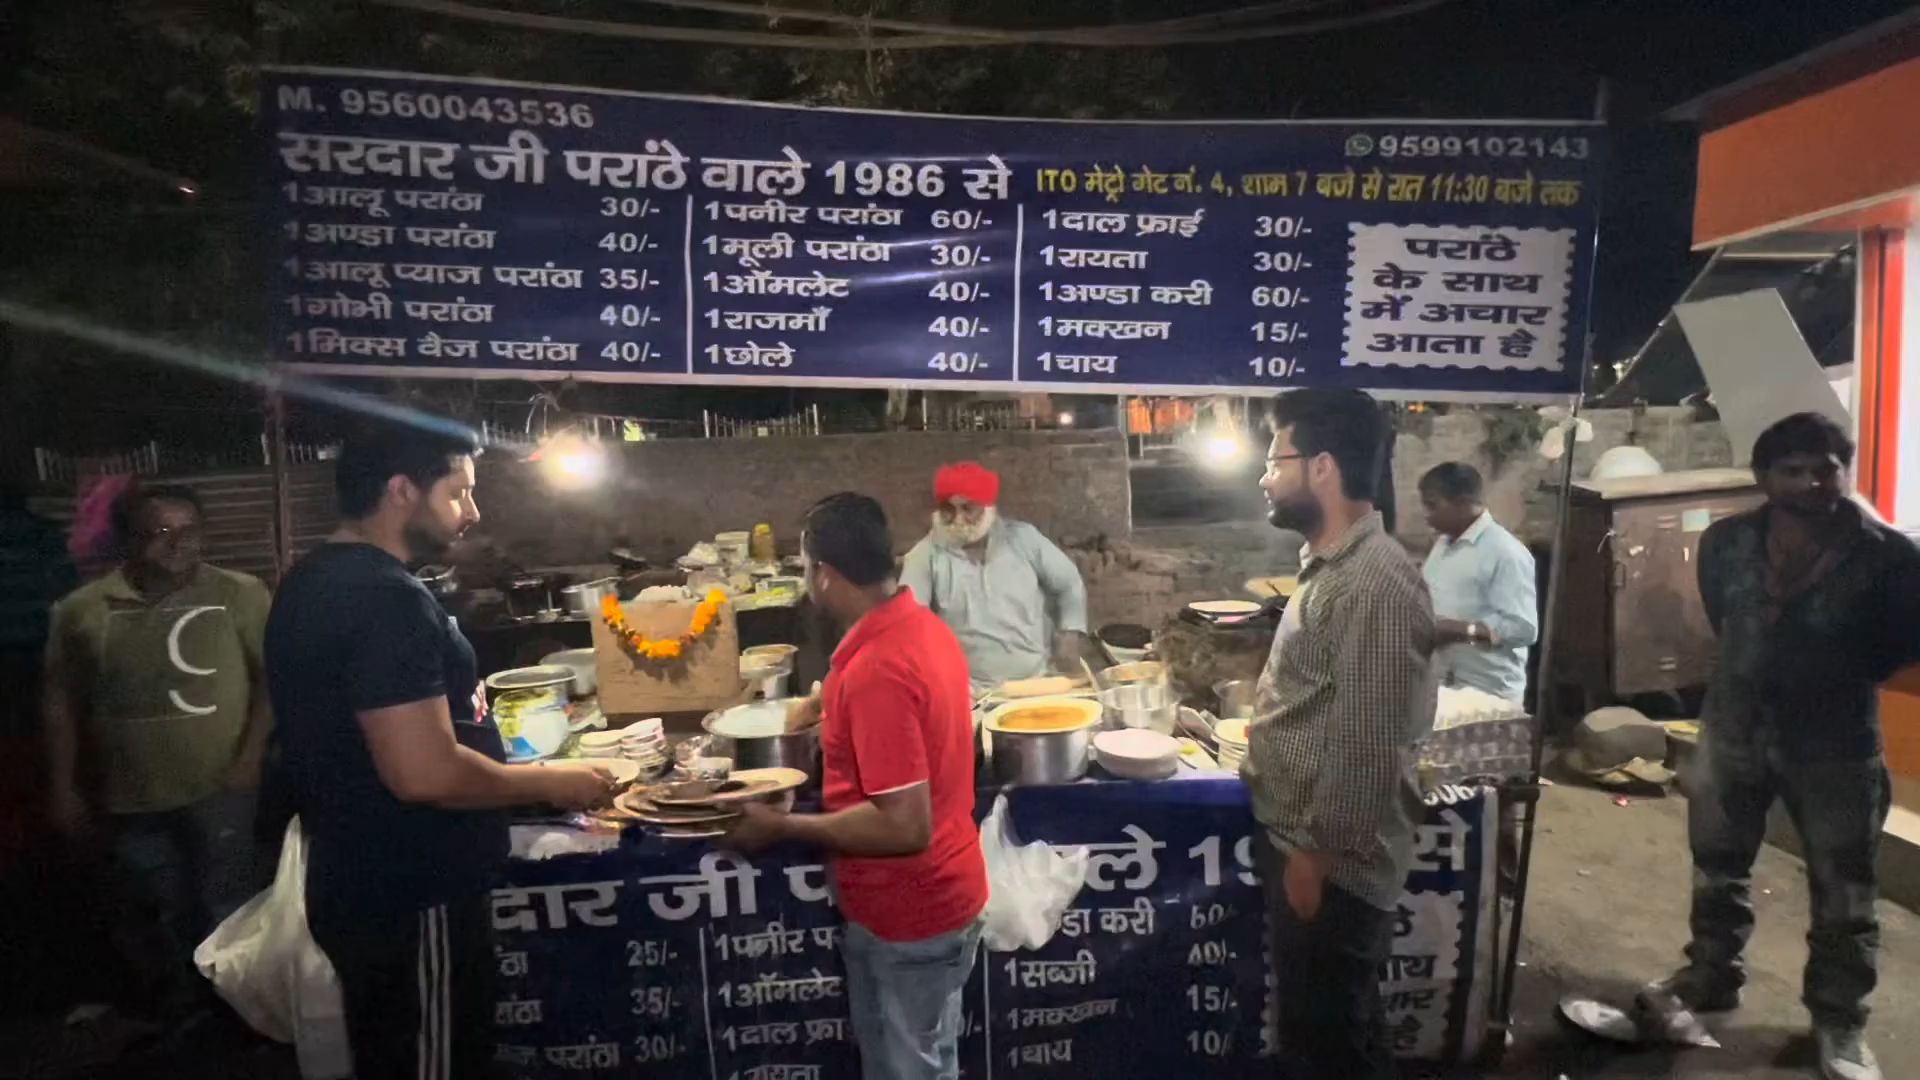 M. 9560043536
9599102143
सरदार जी परांठे वाले 1986 से
ITO मेट्रो गेट नं. 4, शाम 7 बजे से रात 11:30 बजे तक
1आलू परांठा 30/-
1अण्डा परांठा 40/-
1आलू प्याज परांठा 35/-
1गोभी परांठा 40/-
1मिक्स वैज परांठा 40/-
1पनीर परांठा 60/-
1मूली परांठा 30/-
1ऑमलेट 40/-
1राजमाँ 40/-
1छोले 40/-
1दाल फ्राई 30/-
1रायता 30/-
1अण्डा करी 60/-
1मक्खन 15/-
1चाय 10/-
परांठे
के साथ
में अचार
आता है
दार जी प ले 19 से
ठा 25/-
रांठा 35/-
परांठा 30/-
1पनीर प
1ऑमलेट
1दाल फ्रा
1रायता
डा करी 60
40/-
1सब्जी
1मक्खन 15/-
1चाय 10/